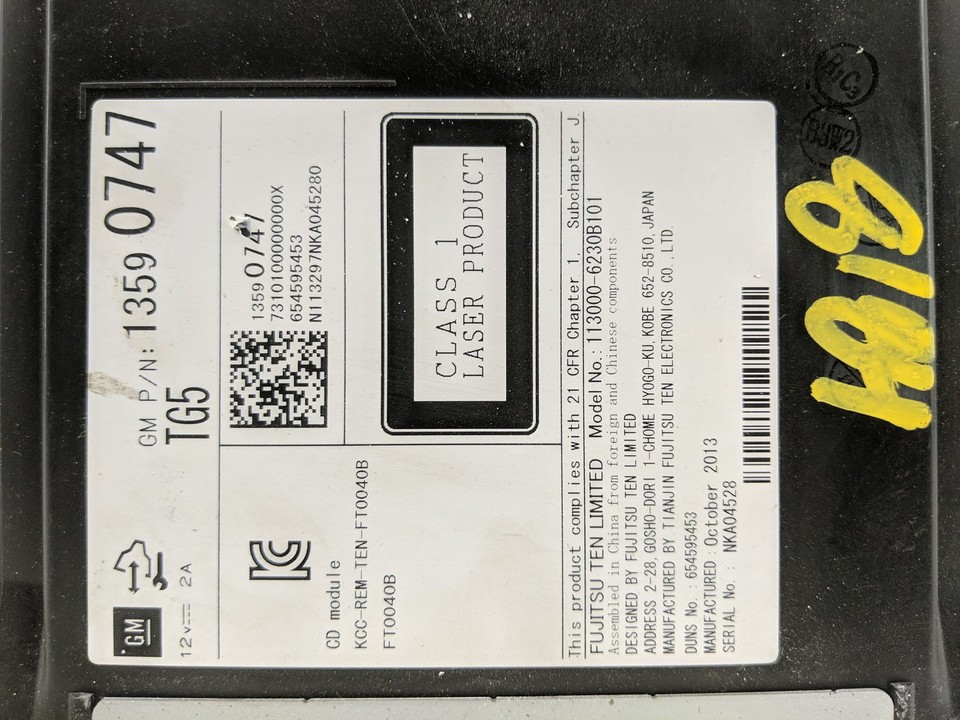 GM
12V 2A
GM P/N: 1359 0747
TG5
CD module
KCC-REM-TEN-FT0040B
FT0040B
1359 0747
73101000000000X
654595453
N113297NKA045280
CLASS 1
LASER PRODUCT
This product complies with 21 CFR Chapter 1. Subchapter J.
FUJITSU TEN LIMITED Model No.: 113000-6230B101
Assembled in China from foreign and Chinese components
DESIGNED BY FUJITSU TEN LIMITED
ADDRESS 2-28, GOSHO-DORI 1-CHOME HYOGO-KU, KOBE 652-8510, JAPAN
MANUFACTURED BY TIANJIN FUJITSU TEN ELECTRONICS CO., LTD.
DUNS No. : 654595453
MANUFACTURED : October 2013
SERIAL No. : NKA04528